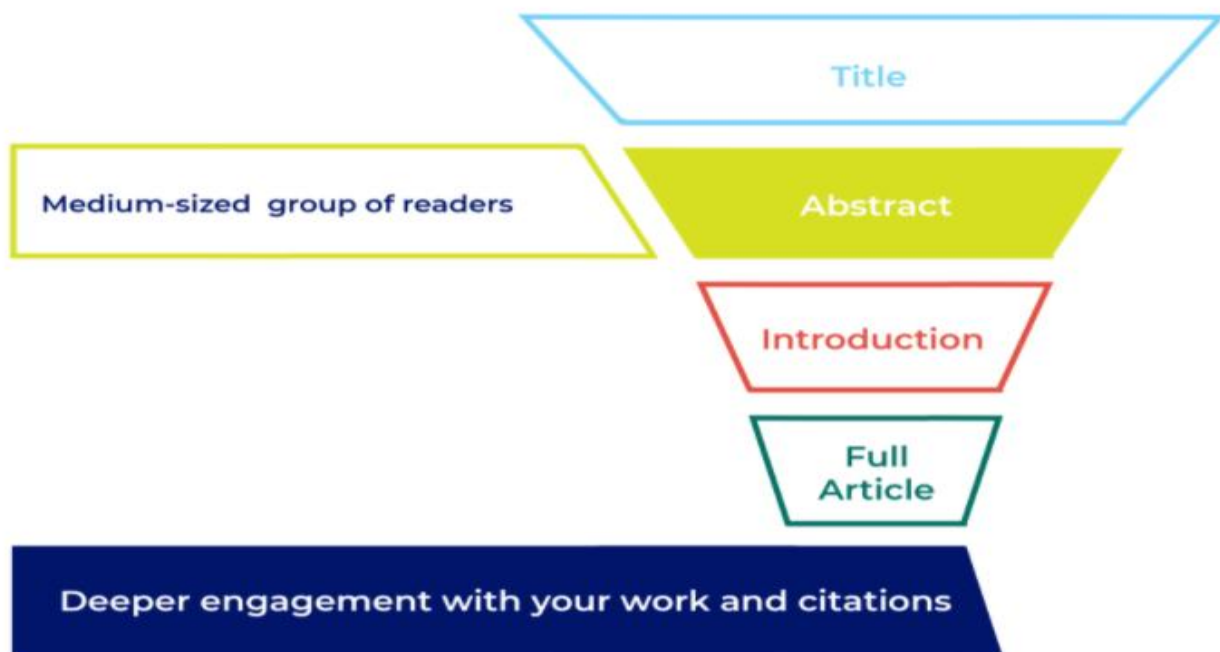 Title
Medium-sized group of readers
Abstract
Introduction
Full
Article
Deeper engagement with your work and citations